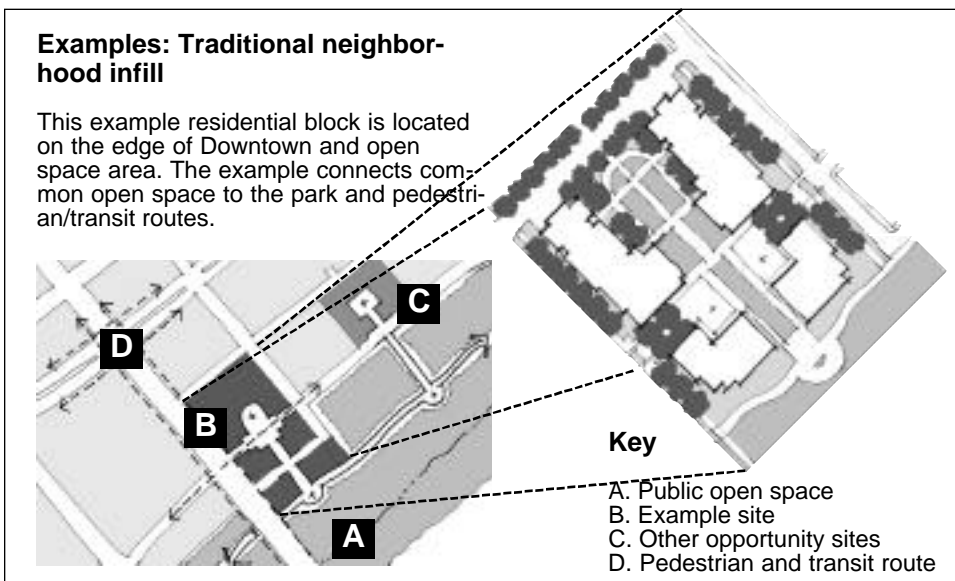 Examples: Traditional neighbor-
hood infill
This example residential block is located
on the edge of Downtown and open
space area. The example connects com-
mon open space to the park and pedestri-
an/transit routes.
C
D
B
A
Key
A. Public open space
B. Example site
C. Other opportunity sites
D. Pedestrian and transit route